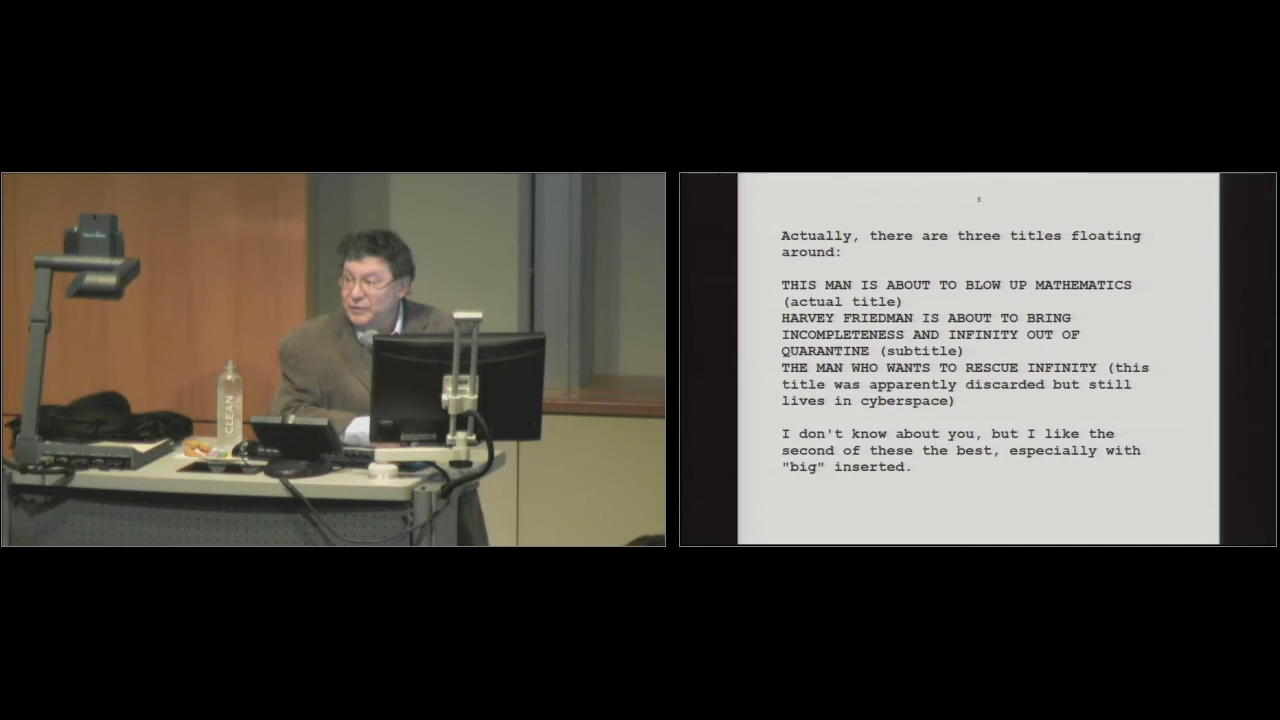 CLEAN
3
Actually, there are three titles floating
around:
THIS MAN IS ABOUT TO BLOW UP MATHEMATICS
(actual title)
HARVEY FRIEDMAN IS ABOUT TO BRING
INCOMPLETENESS AND INFINITY OUT OF
QUARANTINE (subtitle)
THE MAN WHO WANTS TO RESCUE INFINITY (this
title was apparently discarded but still
lives in cyberspace)
I don't know about you, but I like the
second of these the best, especially with
"big" inserted.